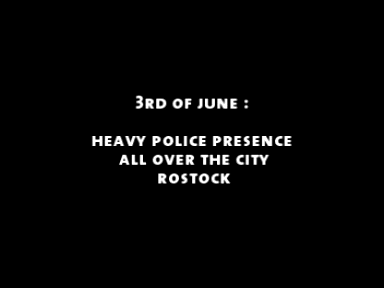 3RD OF JUNE :
HEAVY POLICE PRESENCE
ALL OVER THE CITY
ROSTOCK